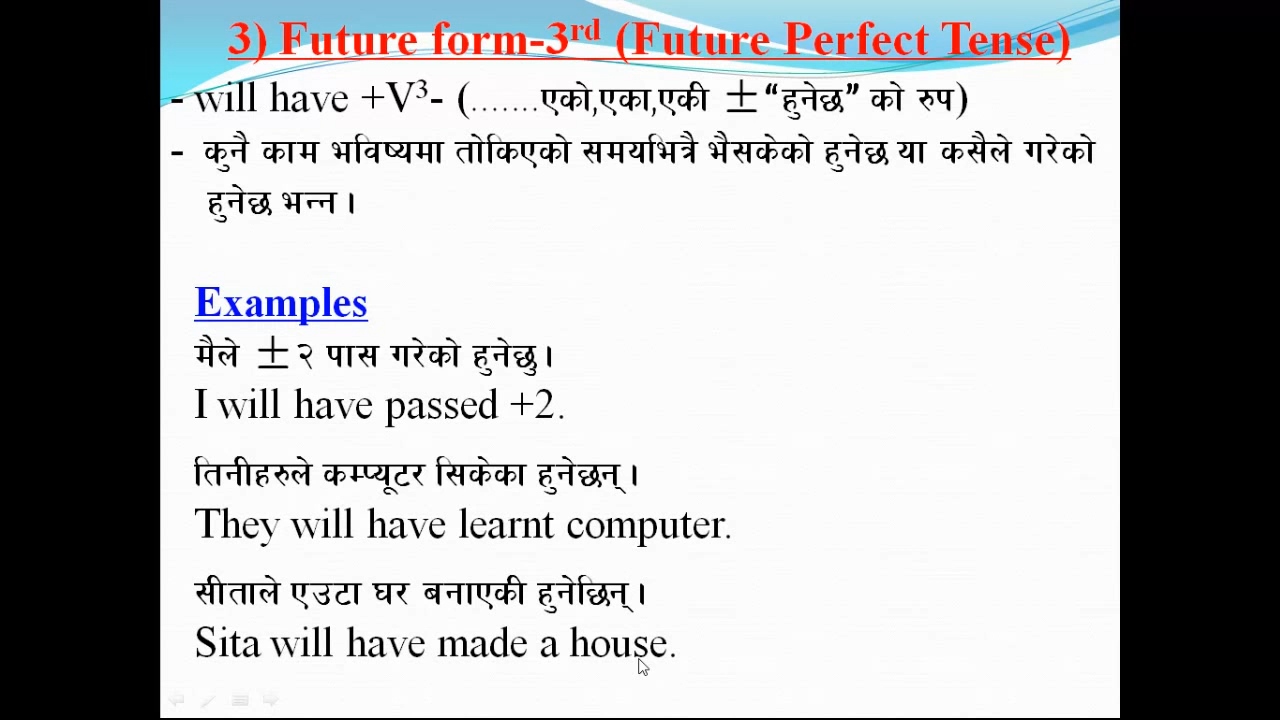 3) Future form-3rd (Future Perfect Tense)
- will have +V3- (.......एको,एका,एकी ±“हुनेछ” को रुप)
- कुनै काम भविष्यमा तोकिएको समयभित्रै भैसकेको हुनेछ या कसैले गरेको
हुनेछ भन्न।
Examples
मैले ±२ पास गरेको हुनेछु।
I will have passed +2.
तिनीहरुले कम्प्यूटर सिकेका हुनेछन्।
They will have learnt computer.
सीताले एउटा घर बनाएकी हुनेछिन्।
Sita will have made a house.